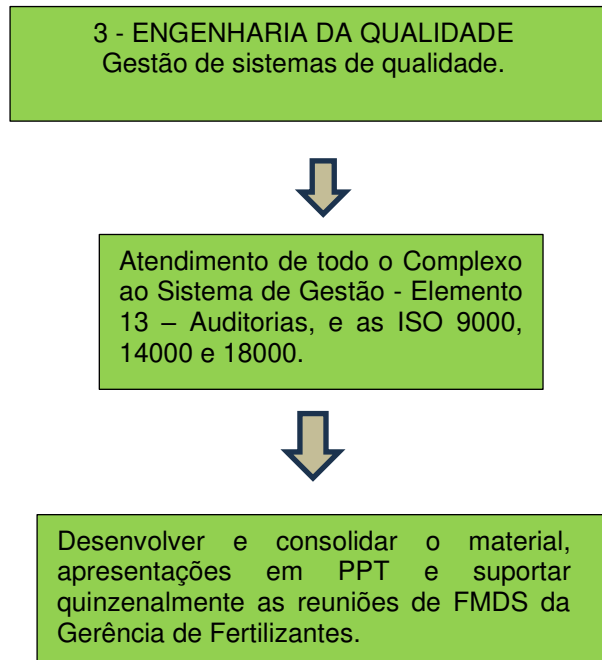 3 - ENGENHARIA DA QUALIDADE
Gestão de sistemas de qualidade.
Atendimento de todo o Complexo
ao Sistema de Gestão - Elemento
13 – Auditorias, e as ISO 9000,
14000 e 18000.
Desenvolver e consolidar o material,
apresentações em PPT e suportar
quinzenalmente as reuniões de FMDS da
Gerência de Fertilizantes.